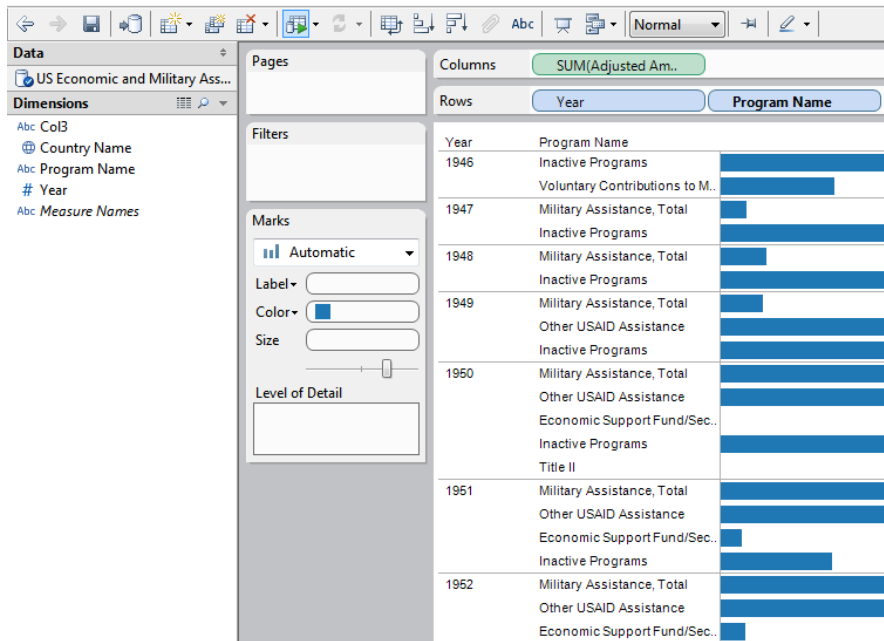 Abc
Normal
Data
US Economic and Military Ass...
Dimensions
Abc Col3
Country Name
Abc Program Name
# Year
Abc Measure Names
Pages
Filters
Marks
Automatic
Label
Color
Size
Level of Detail
Columns
SUM(Adjusted Am..
Rows
Year
Program Name
Year Program Name
1946 Inactive Programs
Voluntary Contributions to M..
1947 Military Assistance, Total
Inactive Programs
1948 Military Assistance, Total
Inactive Programs
1949 Military Assistance, Total
Other USAID Assistance
Inactive Programs
1950 Military Assistance, Total
Other USAID Assistance
Economic Support Fund/Sec..
Inactive Programs
Title II
1951 Military Assistance, Total
Other USAID Assistance
Economic Support Fund/Sec..
Inactive Programs
1952 Military Assistance, Total
Other USAID Assistance
Economic Support Fund/Sec..